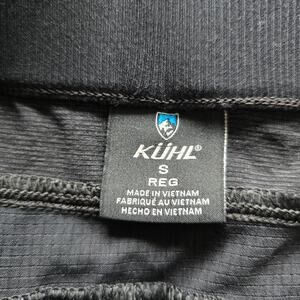 KÜHL®
S
REG
MADE IN VIETNAM
FABRIQUÉ AU VIETNAM
HECHO EN VIETNAM